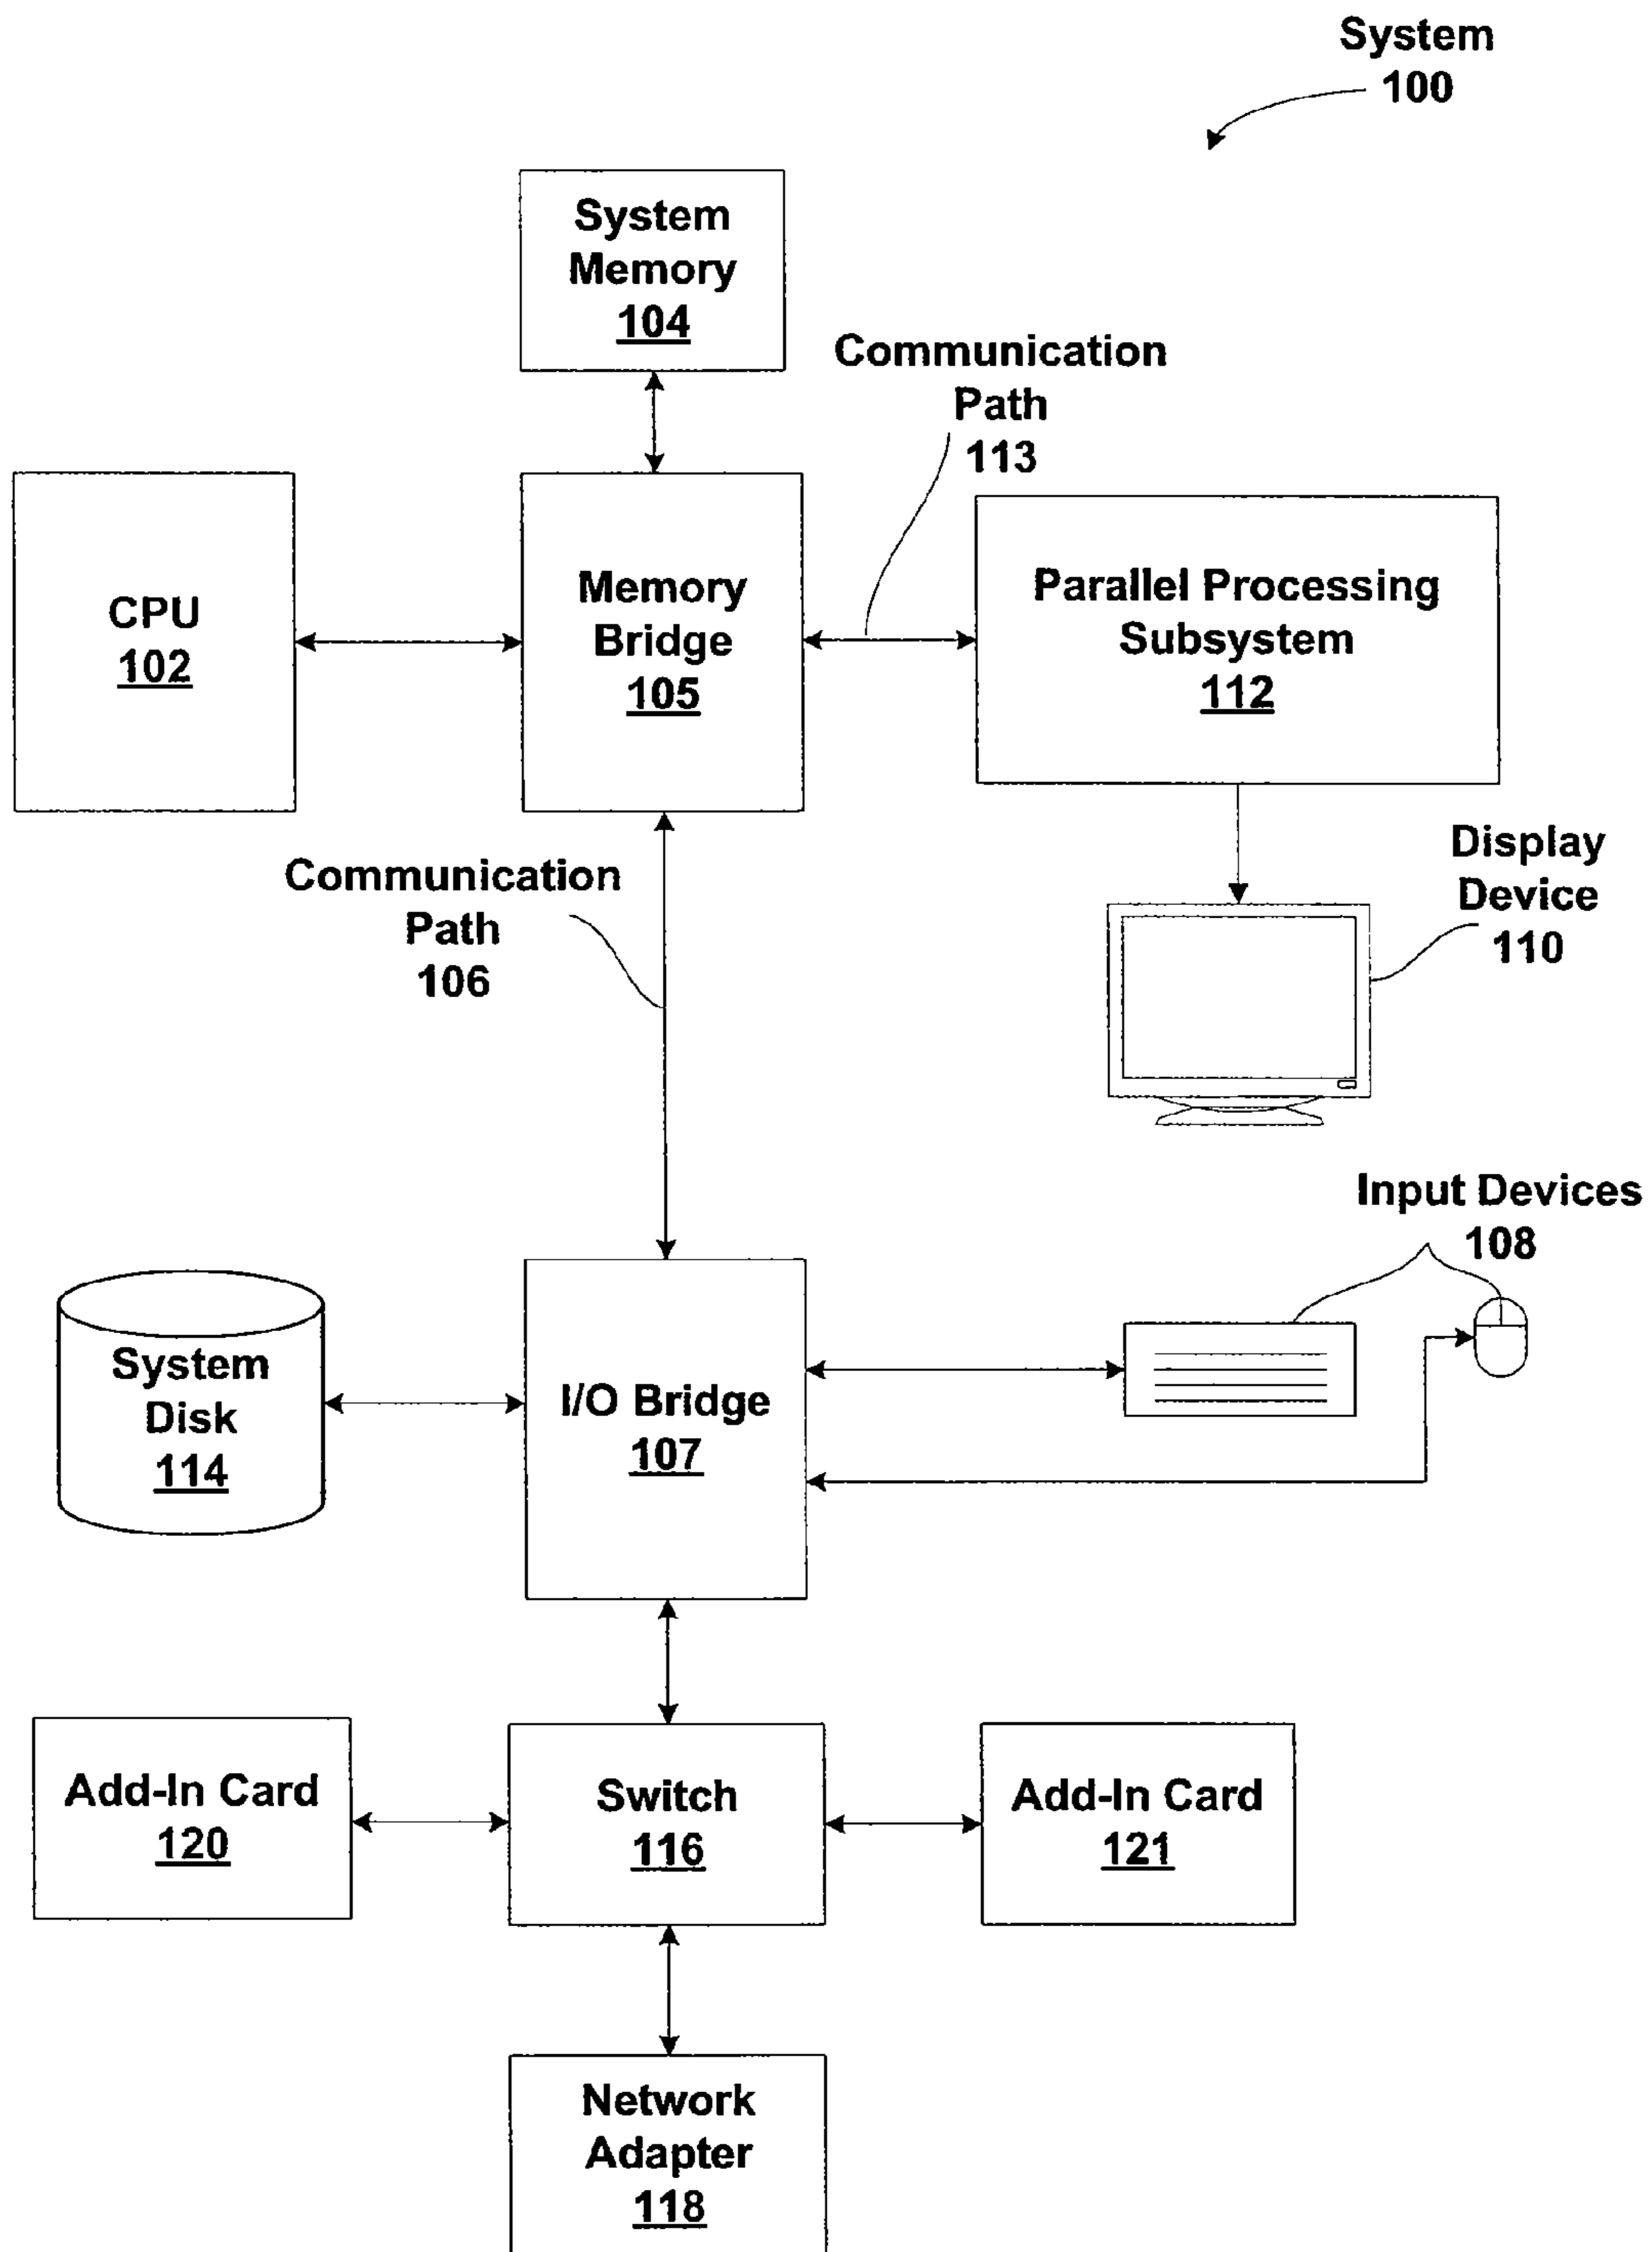 System
100
System
Memory
104
Communication
Path
113
CPU
102
Memory
Bridge
105
Parallel Processing
Subsystem
112
Communication
Path
106
Display
Device
110
Input Devices
108
System
Disk
114
I/O Bridge
107
Add-In Card
120
Switch
116
Add-In Card
121
Network
Adapter
118